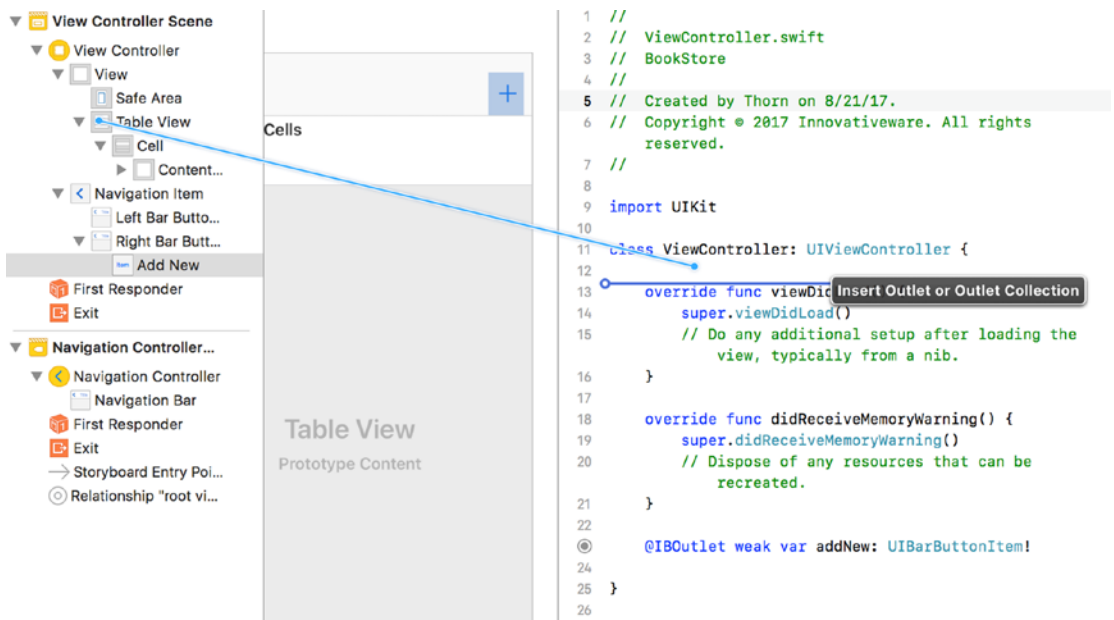 View Controller Scene
View Controller
View
Safe Area
Table View
Cell
Content...
Navigation Item
Left Bar Butto...
Right Bar Butt...
Item
Add New
First Responder
Exit
Navigation Controller...
Navigation Controller
Navigation Bar
First Responder
Exit
Storyboard Entry Poi...
Relationship "root vi...
+
Cells
Table View
Prototype Content
1 //
2 // ViewController.swift
3 // BookStore
4 //
5 // Created by Thorn on 8/21/17.
6 // Copyright © 2017 Innovativeware. All rights
reserved.
7 //
8
9 import UIKit
10
11 class ViewController: UIViewController {
12
13 override func viewDid
Insert Outlet or Outlet Collection
14 super.viewDidLoad()
15 // Do any additional setup after loading the
view, typically from a nib.
16 }
17
18 override func didReceiveMemoryWarning() {
19 super.didReceiveMemoryWarning()
20 // Dispose of any resources that can be
recreated.
21 }
22
@IBOutlet weak var addNew: UIBarButtonItem!
24
25 }
26